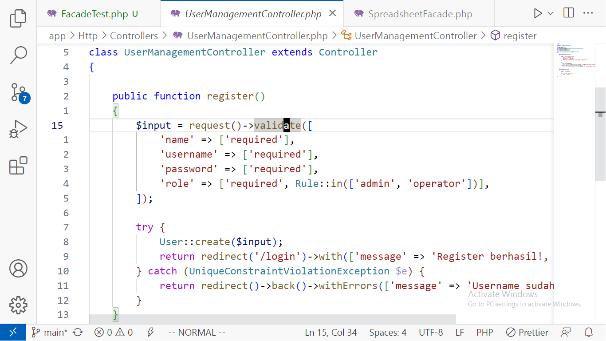 FacadeTest.php U
UserManagementController.php
SpreadsheetFacade.php
app > Http > Controllers > UserManagementController.php > UserManagementController > register
5 class UserManagementController extends Controller
4 {
3
2 public function register()
1 {
15 $input = request()->validate([
1 'name' => ['required'],
2 'username' => ['required'],
3 'password' => ['required'],
4 'role' => ['required', Rule::in(['admin', 'operator'])],
5 ]);
6
7 try {
8 User::create($input);
9 return redirect('/login')->with(['message' => 'Register berhasil!,
10 } catch (UniqueConstraintViolationException $e) {
11 return redirect()->back()->withErrors(['message' => 'Username sudah
12 }
13 }
Activate Windows
Go to PC settings to activate Windows.
7
main* 0 0 -- NORMAL -- Ln 15, Col 34 Spaces: 4 UTF-8 LF PHP Prettier